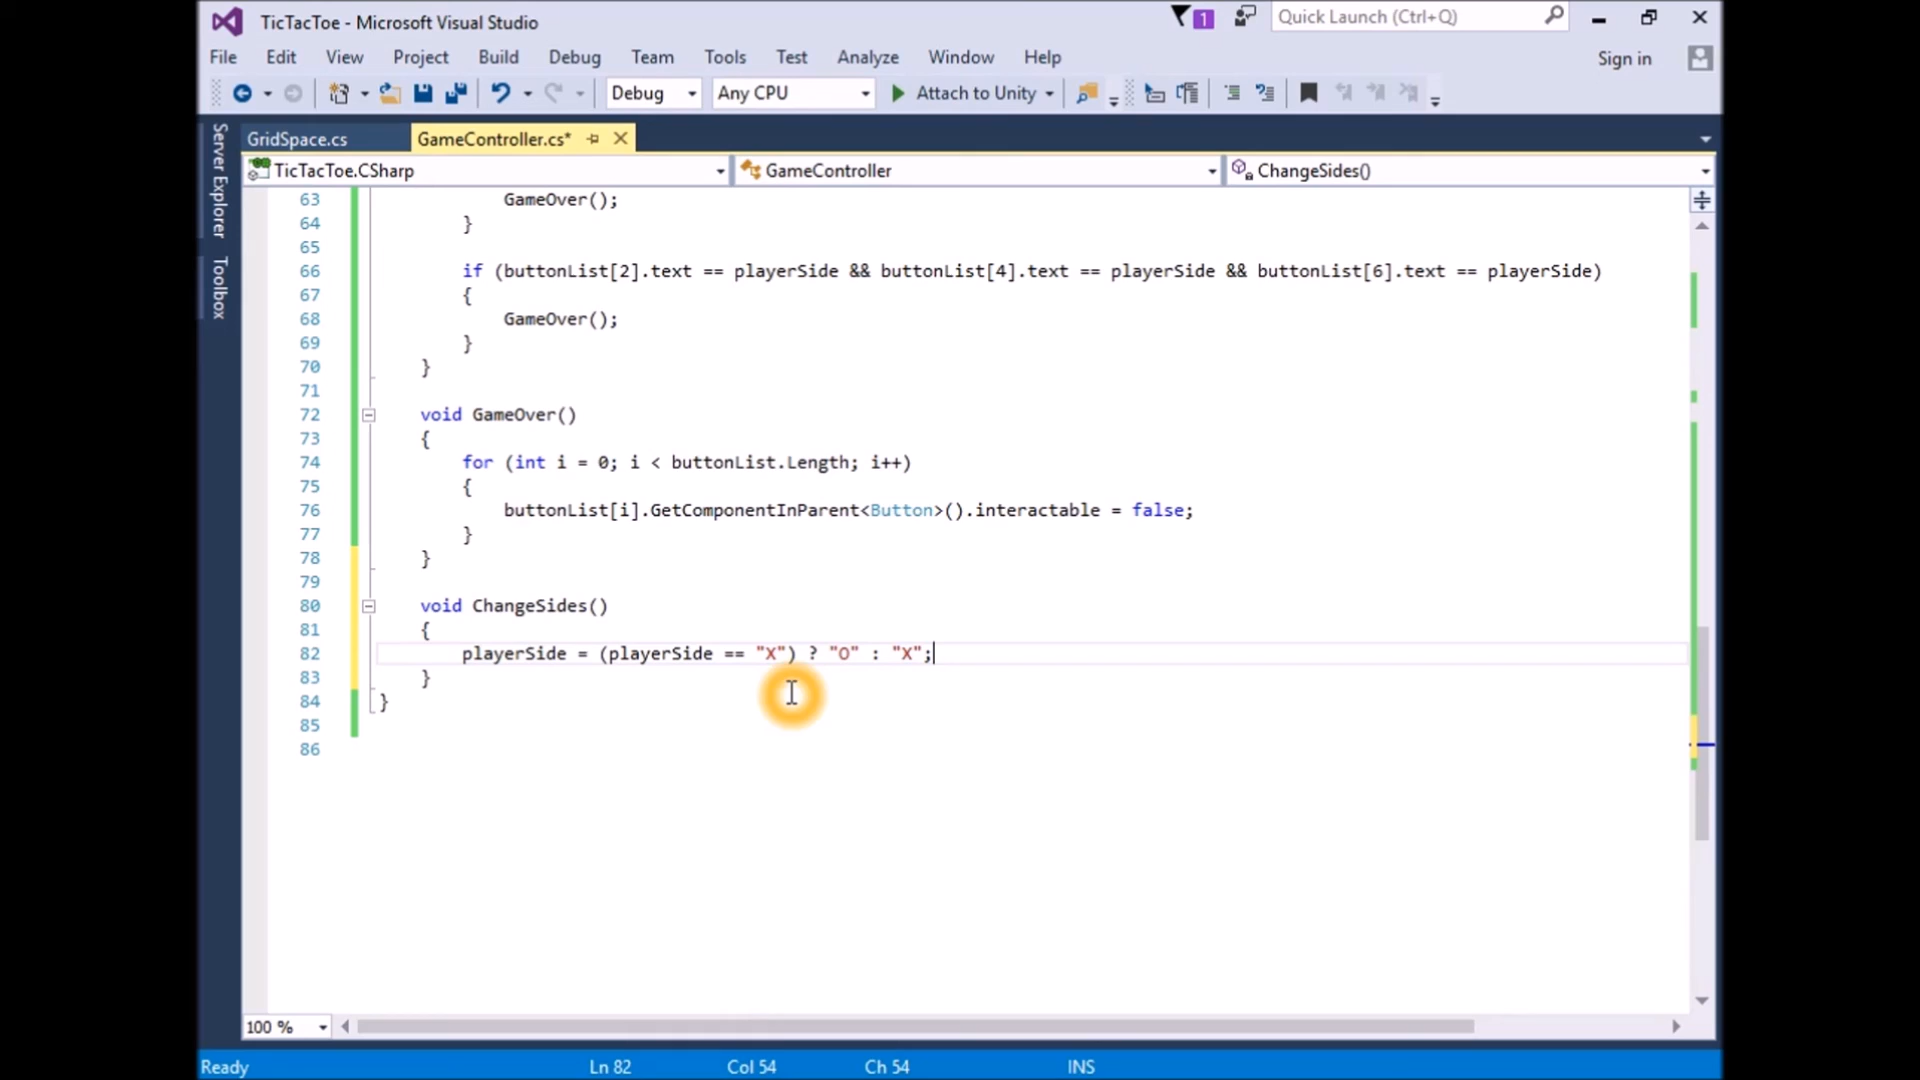 TicTacToe - Microsoft Visual Studio
1
Quick Launch (Ctrl+Q)
File Edit View Project Build Debug Team Tools Test Analyze Window Help
Sign in
Debug Any CPU Attach to Unity
Server Explorer
Toolbox
GridSpace.cs GameController.cs*
TicTacToe.CSharp GameController ChangeSides()
63 GameOver();
64 }
65
66 if (buttonList[2].text == playerSide && buttonList[4].text == playerSide && buttonList[6].text == playerSide)
67 {
68 GameOver();
69 }
70 }
71
72 void GameOver()
73 {
74 for (int i = 0; i < buttonList.Length; i++)
75 {
76 buttonList[i].GetComponentInParent<Button>().interactable = false;
77 }
78 }
79
80 void ChangeSides()
81 {
82 playerSide = (playerSide == "X") ? "O" : "X";
83 }
84 }
85
86
100 %
Ready Ln 82 Col 54 Ch 54 INS